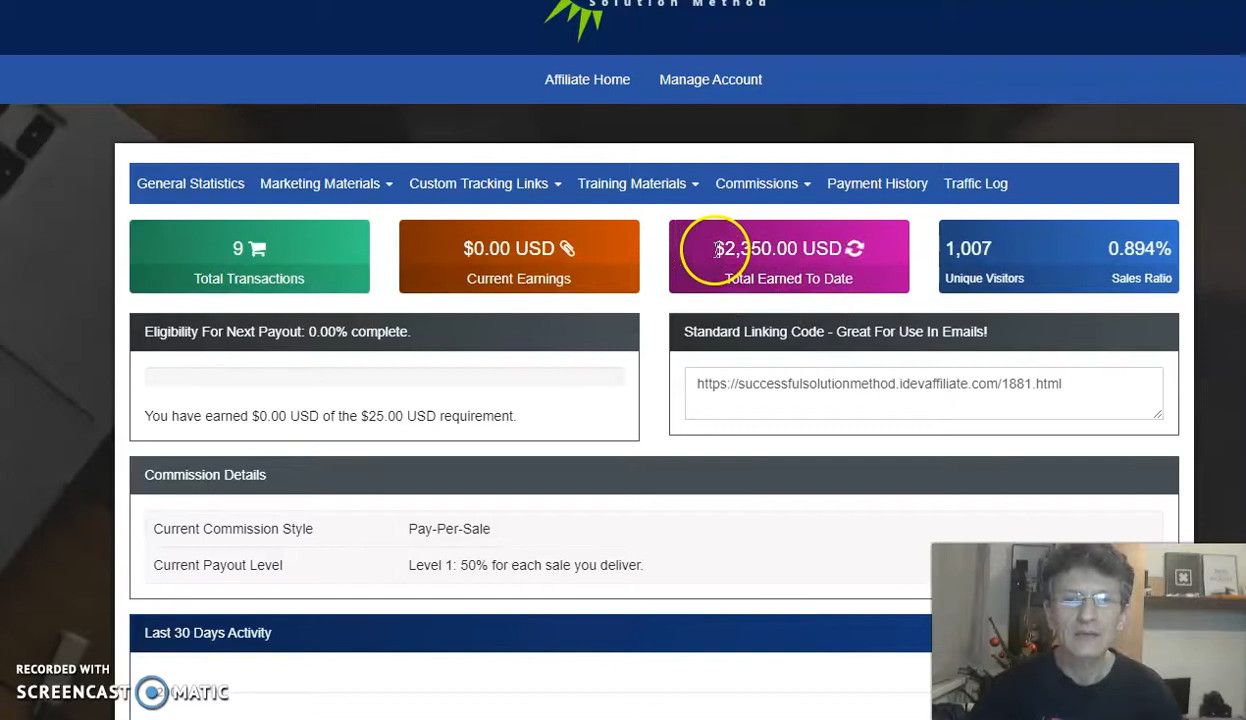 Solution Method
Affiliate Home Manage Account
General Statistics Marketing Materials Custom Tracking Links Training Materials Commissions Payment History Traffic Log
9 $0.00 USD $2,350.00 USD 1,007 0.894%
Total Transactions Current Earnings Total Earned To Date Unique Visitors Sales Ratio
Eligibility For Next Payout: 0.00% complete. Standard Linking Code - Great For Use In Emails!
https://successfulsolutionmethod.idevaffiliate.com/1881.html
You have earned $0.00 USD of the $25.00 USD requirement.
Commission Details
Current Commission Style Pay-Per-Sale
Current Payout Level Level 1: 50% for each sale you deliver.
Last 30 Days Activity
RECORDED WITH
SCREENCAST MATIC